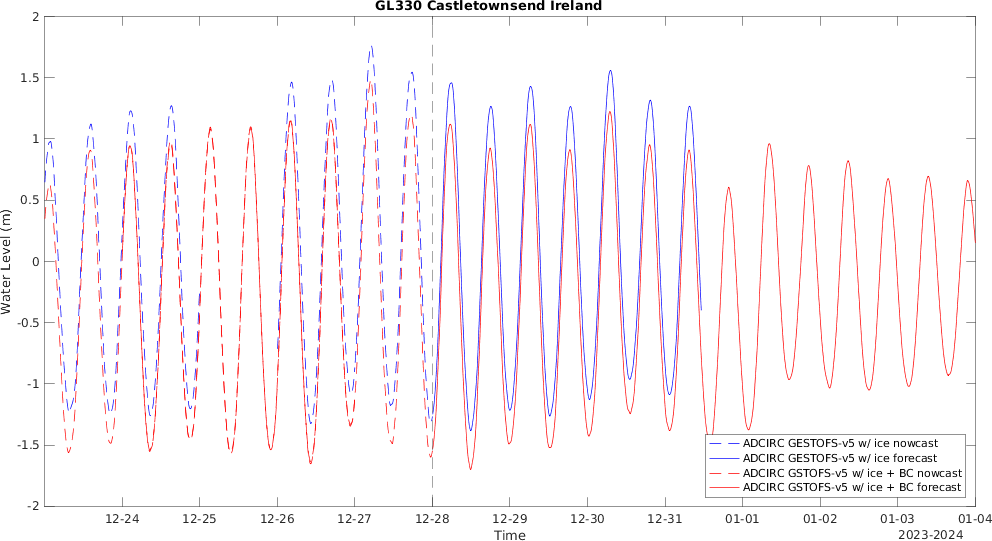 GL330 Castletownsend Ireland
2
1.5
1
0.5
0
-0.5
-1
-1.5
-2
Water Level (m)
ADCIRC GESTOFS-v5 w/ ice nowcast
ADCIRC GESTOFS-v5 w/ ice forecast
ADCIRC GSTOFS-v5 w/ ice + BC nowcast
ADCIRC GSTOFS-v5 w/ ice + BC forecast
12-24 12-25 12-26 12-27 12-28 12-29 12-30 12-31 01-01 01-02 01-03 01-04
Time
2023-2024